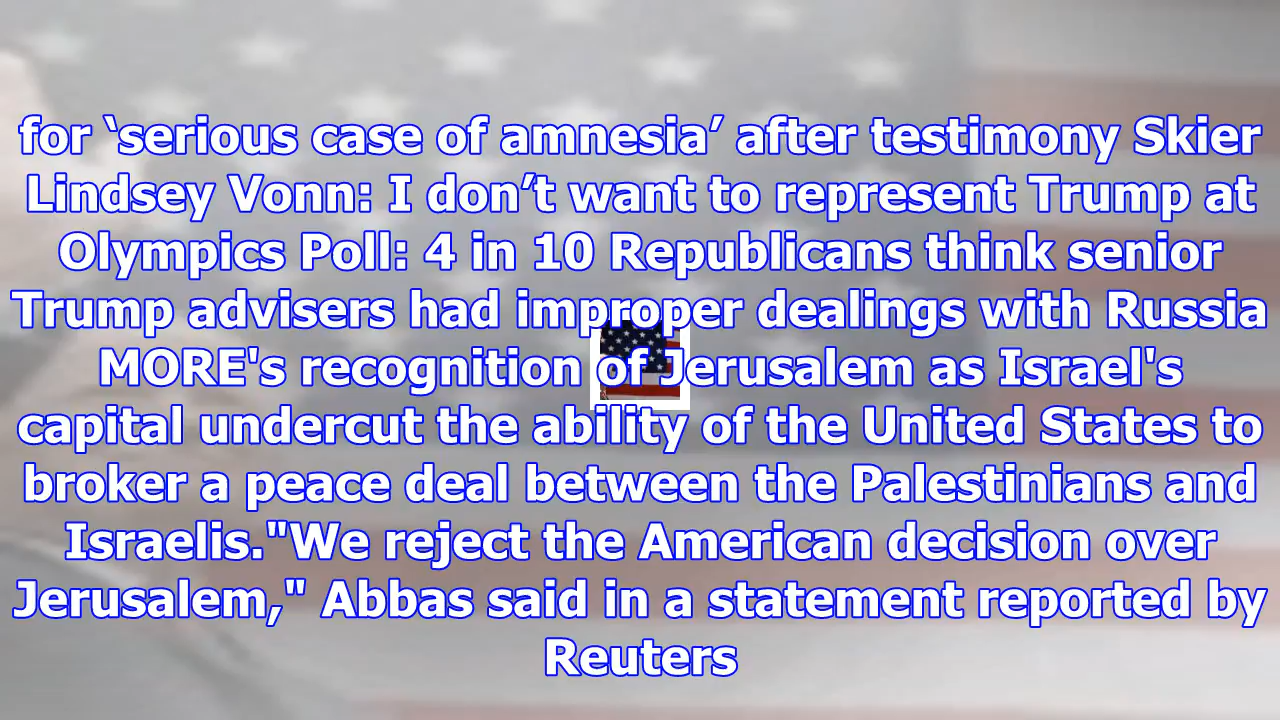 for ‘serious case of amnesia’ after testimony Skier
Lindsey Vonn: I don’t want to represent Trump at
Olympics Poll: 4 in 10 Republicans think senior
Trump advisers had improper dealings with Russia
MORE's recognition of Jerusalem as Israel's
capital undercut the ability of the United States to
broker a peace deal between the Palestinians and
Israelis."We reject the American decision over
Jerusalem," Abbas said in a statement reported by
Reuters